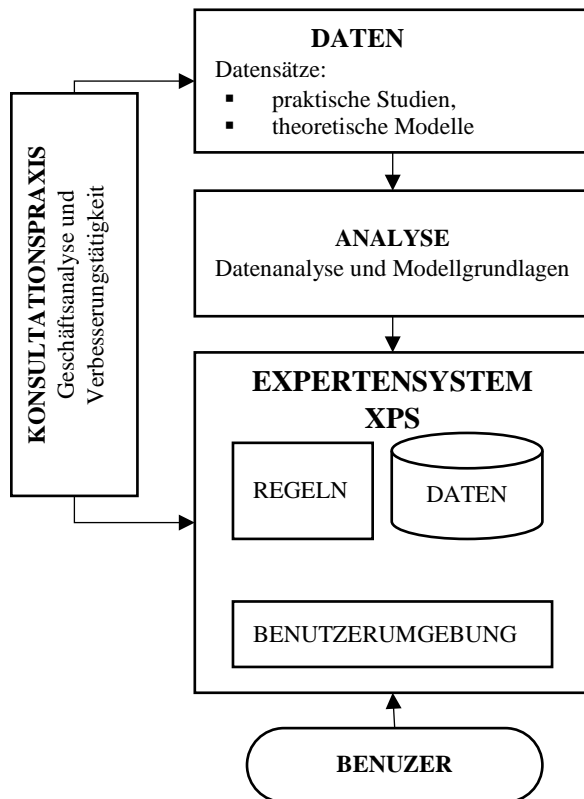 DATEN
Datensätze:
▪ praktische Studien,
▪ theoretische Modelle
KONSULTATIONSPRAXIS
Geschäftsanalyse und
Verbesserungstätigkeit
ANALYSE
Datenanalyse und Modellgrundlagen
EXPERTENSYSTEM
XPS
REGELN
DATEN
BENUTZERUMGEBUNG
BENUZER